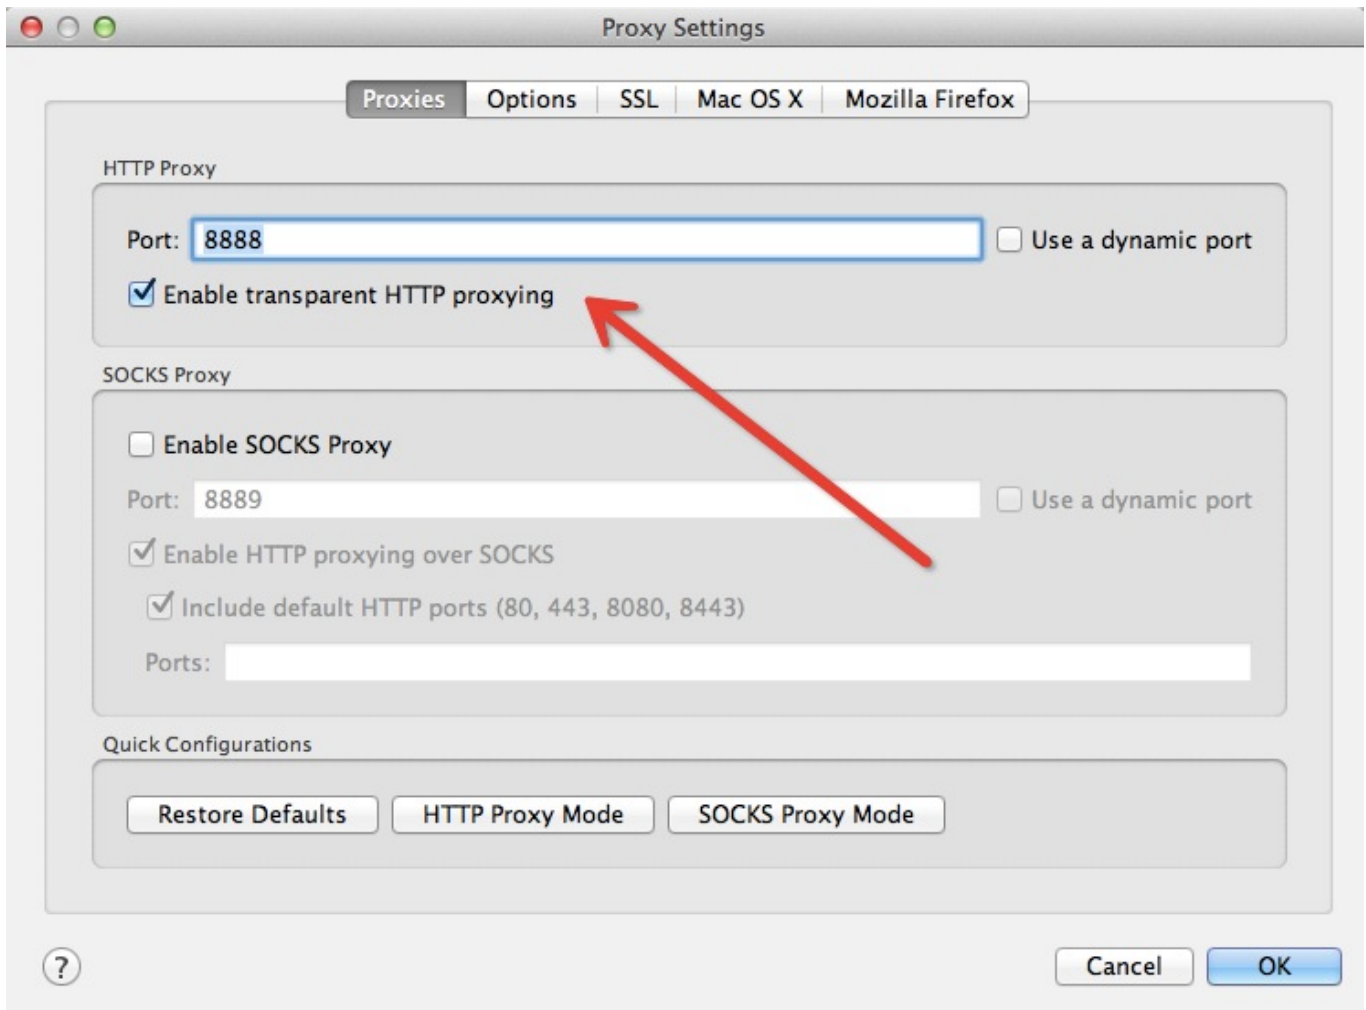 Proxy Settings
Proxies Options SSL Mac OS X Mozilla Firefox
HTTP Proxy
Port: 8888 Use a dynamic port
Enable transparent HTTP proxying
SOCKS Proxy
Enable SOCKS Proxy
Port: 8889 Use a dynamic port
Enable HTTP proxying over SOCKS
Include default HTTP ports (80, 443, 8080, 8443)
Ports:
Quick Configurations
Restore Defaults HTTP Proxy Mode SOCKS Proxy Mode
? Cancel OK